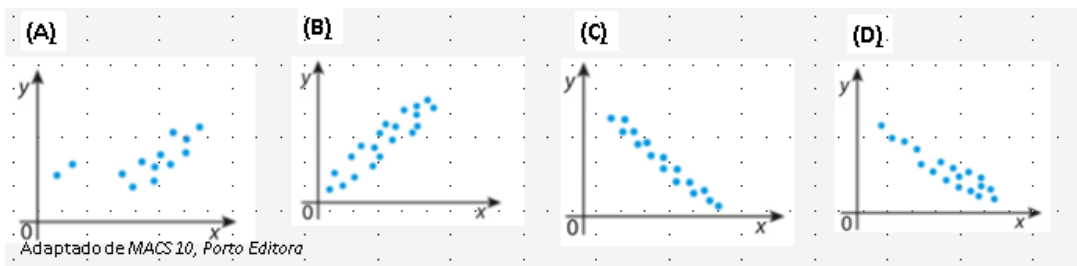 (A) (B) (C) (D)
y y y y
0 x 0 x 0 x 0 x
Adaptado de MACS 10, Porto Editora